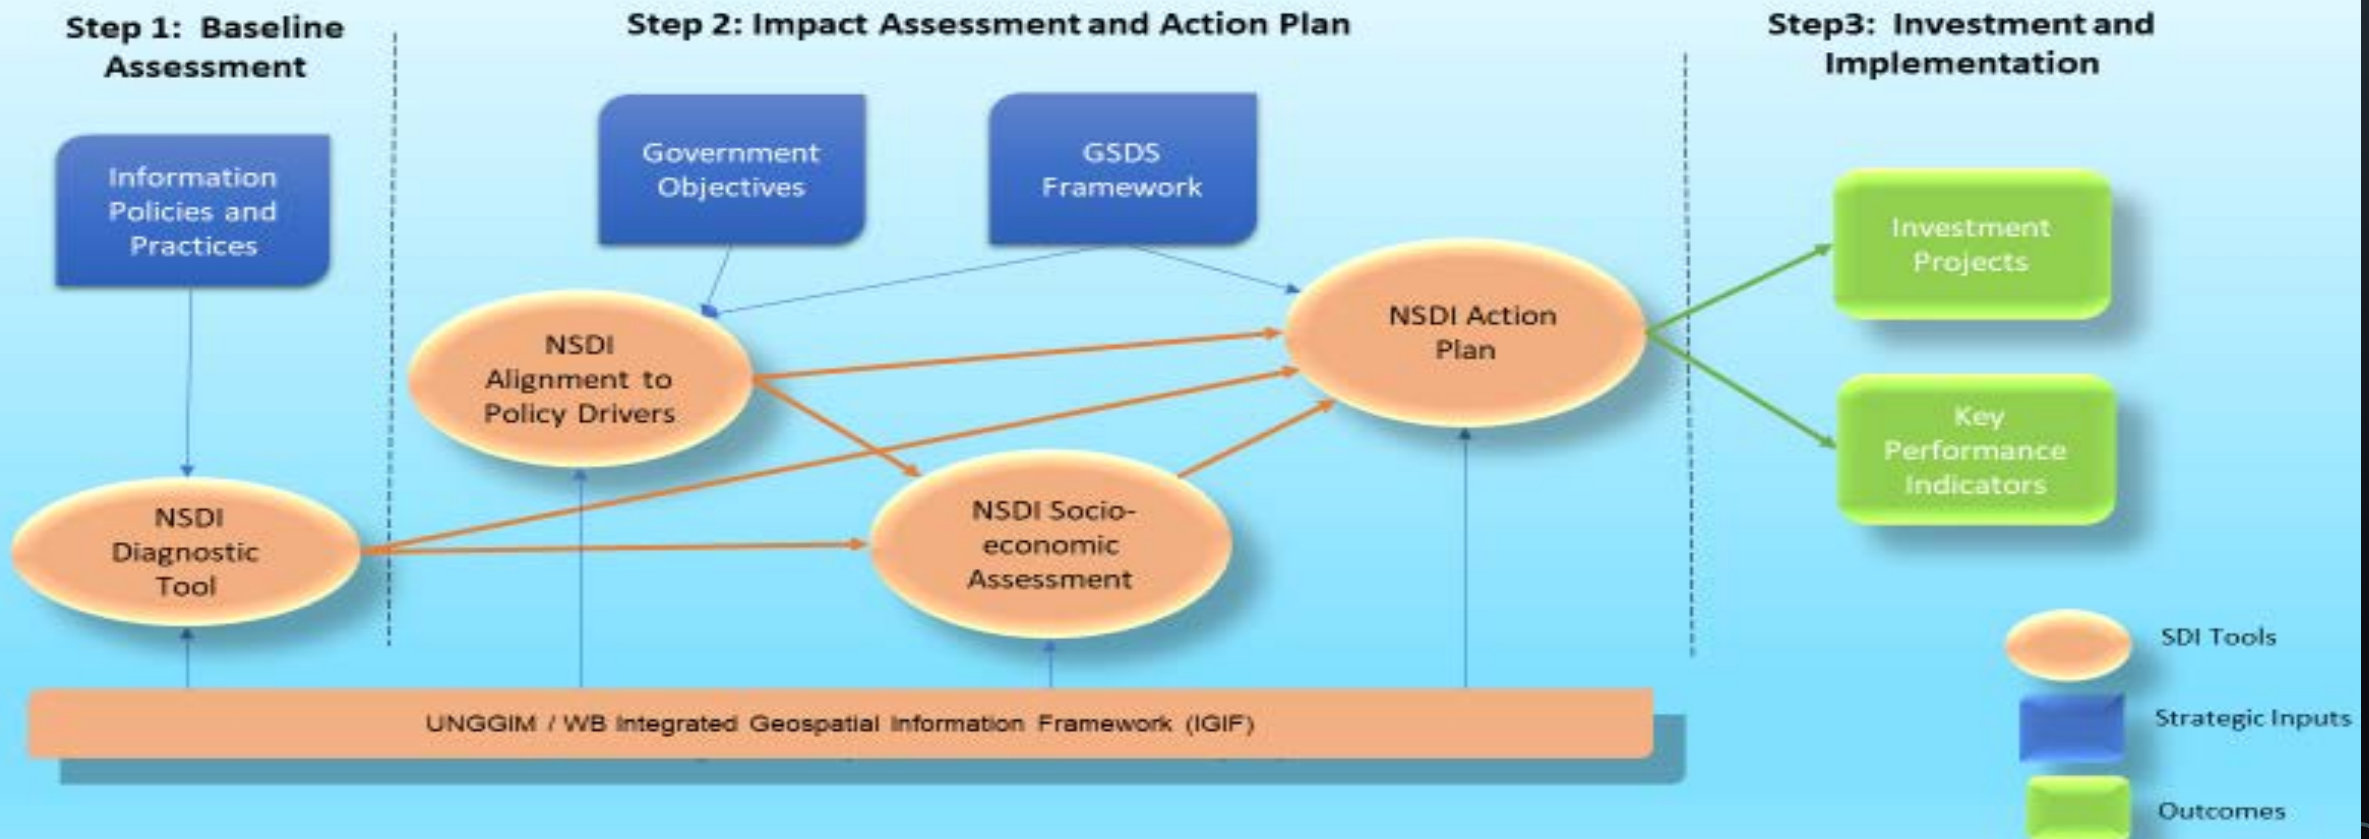 Step 1: Baseline
Assessment
Step 2: Impact Assessment and Action Plan
Step3: Investment and
Implementation
Information
Policies and
Practices
Government
Objectives
GSDS
Framework
Investment
Projects
NSDI Action
Plan
NSDI
Alignment to
Policy Drivers
Key
Performance
Indicators
NSDI
Diagnostic
Tool
NSDI Socio-
economic
Assessment
SDI Tools
Strategic Inputs
Outcomes
UNGGIM / WB Integrated Geospatial Information Framework (IGIF)